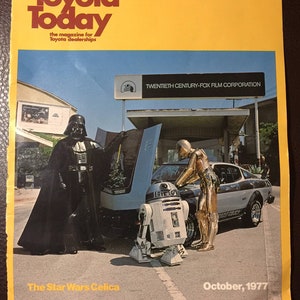 Toyota
Today
the magazine for
Toyota dealerships
TWENTIETH CENTURY-FOX FILM CORPORATION
The Star Wars Celica
October, 1977